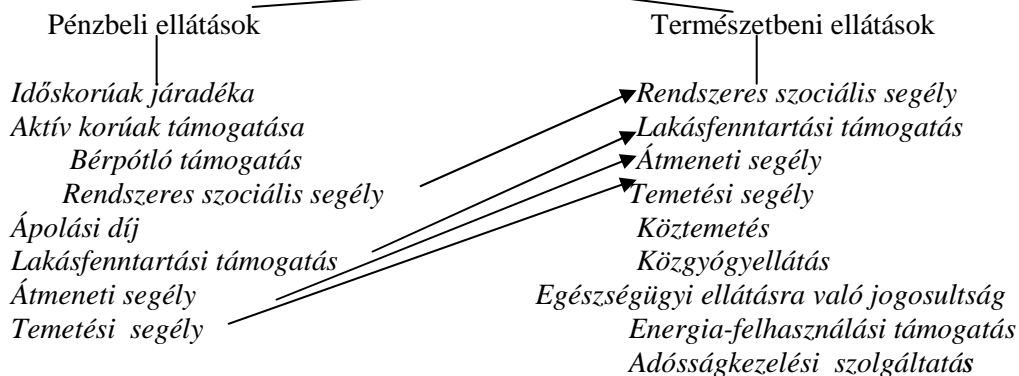 Pénzbeli ellátások
Időskorúak járadéka
Aktív korúak támogatása
Bérpótló támogatás
Rendszeres szociális segély
Ápolási díj
Lakásfenntartási támogatás
Átmeneti segély
Temetési segély
Természetbeni ellátások
Rendszeres szociális segély
Lakásfenntartási támogatás
Átmeneti segély
Temetési segély
Köztemetés
Közgyógyellátás
Egészségügyi ellátásra való jogosultság
Energia-felhasználási támogatás
Adósságkezelési szolgáltatás